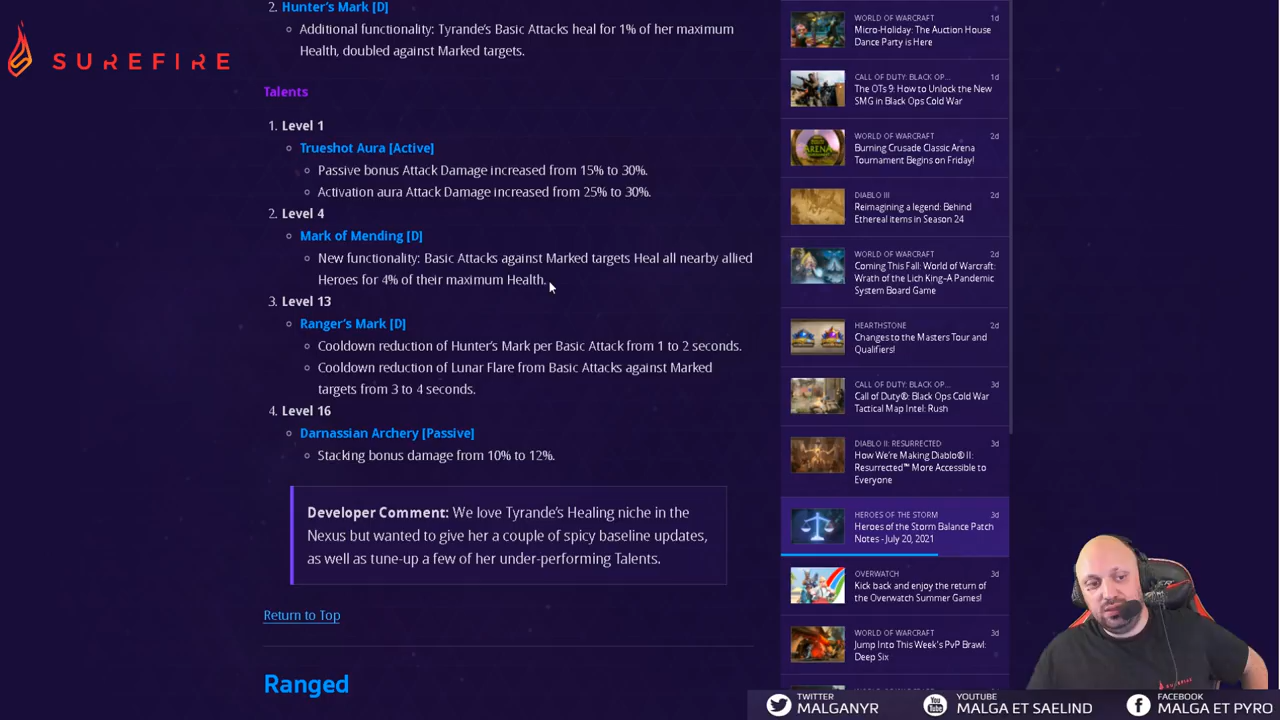 SUREFIRE
2. Hunter's Mark [D]
Additional functionality: Tyrande's Basic Attacks heal for 1% of her maximum
Health, doubled against Marked targets.
Talents
1. Level 1
Trueshot Aura [Active]
Passive bonus Attack Damage increased from 15% to 30%.
Activation aura Attack Damage increased from 25% to 30%.
2. Level 4
Mark of Mending [D]
New functionality: Basic Attacks against Marked targets Heal all nearby allied
Heroes for 4% of their maximum Health.
3. Level 13
Ranger's Mark [D]
Cooldown reduction of Hunter's Mark per Basic Attack from 1 to 2 seconds.
Cooldown reduction of Lunar Flare from Basic Attacks against Marked
targets from 3 to 4 seconds.
4. Level 16
Darnassian Archery [Passive]
Stacking bonus damage from 10% to 12%.
Developer Comment: We love Tyrande's Healing niche in the
Nexus but wanted to give her a couple of spicy baseline updates,
as well as tune-up a few of her under-performing Talents.
Return to Top
Ranged
WORLD OF WARCRAFT 1d
Micro-Holiday: The Auction House
Dance Party is Here
CALL OF DUTY: BLACK OP... 1d
The OTs 9: How to Unlock the New
SMG in Black Ops Cold War
WORLD OF WARCRAFT 2d
Burning Crusade Classic Arena
Tournament Begins on Friday!
DIABLO III 2d
Reimagining a legend: Behind
Ethereal items in Season 24
WORLD OF WARCRAFT 2d
Coming This Fall: World of Warcraft:
Wrath of the Lich King–A Pandemic
System Board Game
HEARTHSTONE 2d
Changes to the Masters Tour and
Qualifiers!
CALL OF DUTY: BLACK OP... 3d
Call of Duty®: Black Ops Cold War
Tactical Map Intel: Rush
DIABLO II: RESURRECTED 3d
How We're Making Diablo® II:
Resurrected™ More Accessible to
Everyone
HEROES OF THE STORM 3d
Heroes of the Storm Balance Patch
Notes - July 20, 2021
OVERWATCH 3d
Kick back and enjoy the return of
the Overwatch Summer Games!
WORLD OF WARCRAFT 3d
Jump Into This Week's PvP Brawl:
Deep Six
TWITTER
MALGANYR
YOUTUBE
MALGA ET SAELIND
FACEBOOK
MALGA ET PYRO